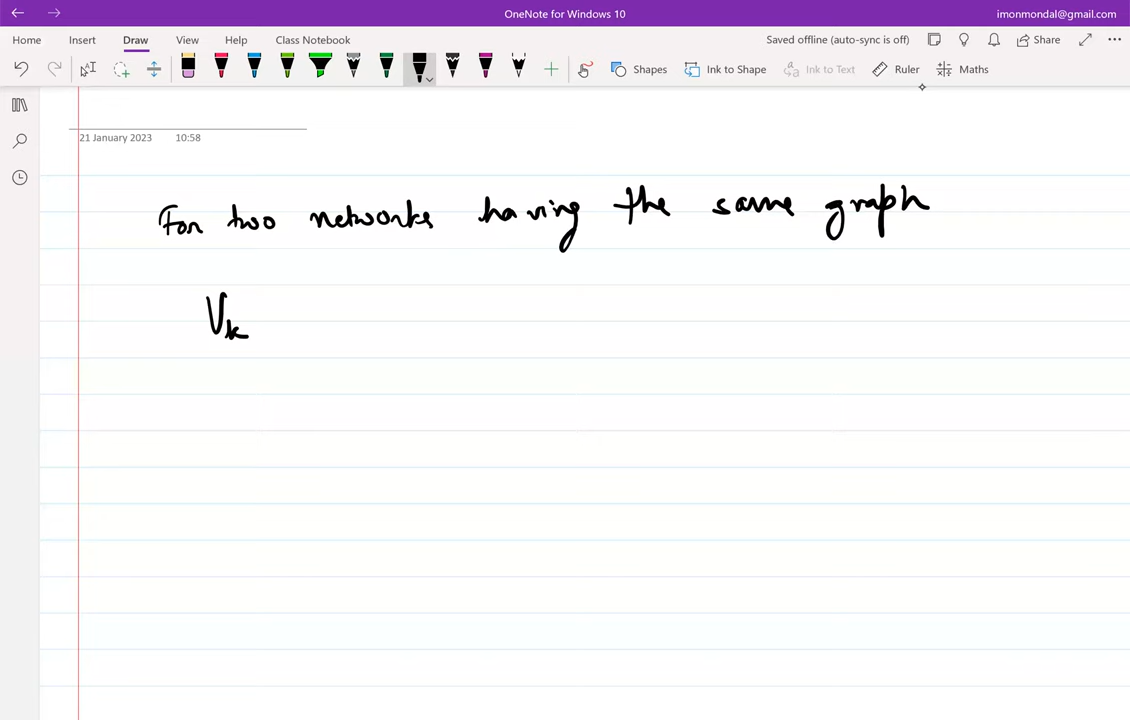 OneNote for Windows 10
imonmondal@gmail.com
Home Insert Draw View Help Class Notebook
Saved offline (auto-sync is off) Share
Shapes Ink to Shape Ink to Text Ruler Maths
21 January 2023 10:58
For two networks having the same graph
Vk